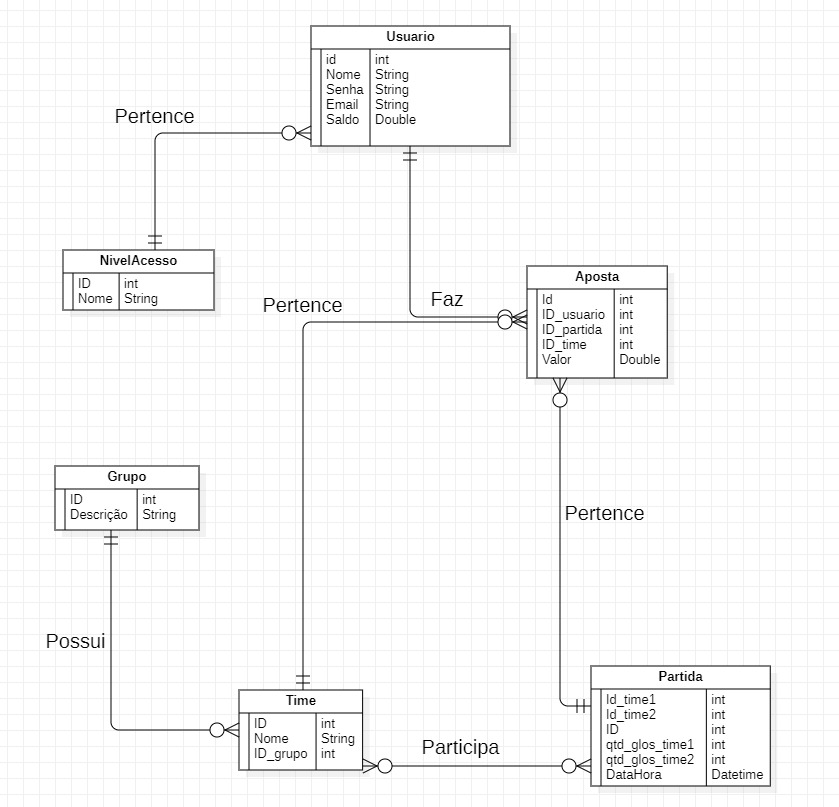 Usuario
id int
Nome String
Senha String
Email String
Saldo Double
Pertence
NivelAcesso
ID int
Nome String
Pertence
Faz
Aposta
Id int
ID_usuario int
ID_partida int
ID_time int
Valor Double
Grupo
ID int
Descrição String
Pertence
Possui
Time
ID int
Nome String
ID_grupo int
Participa
Partida
Id_time1 int
Id_time2 int
ID int
qtd_glos_time1 int
qtd_glos_time2 int
DataHora Datetime